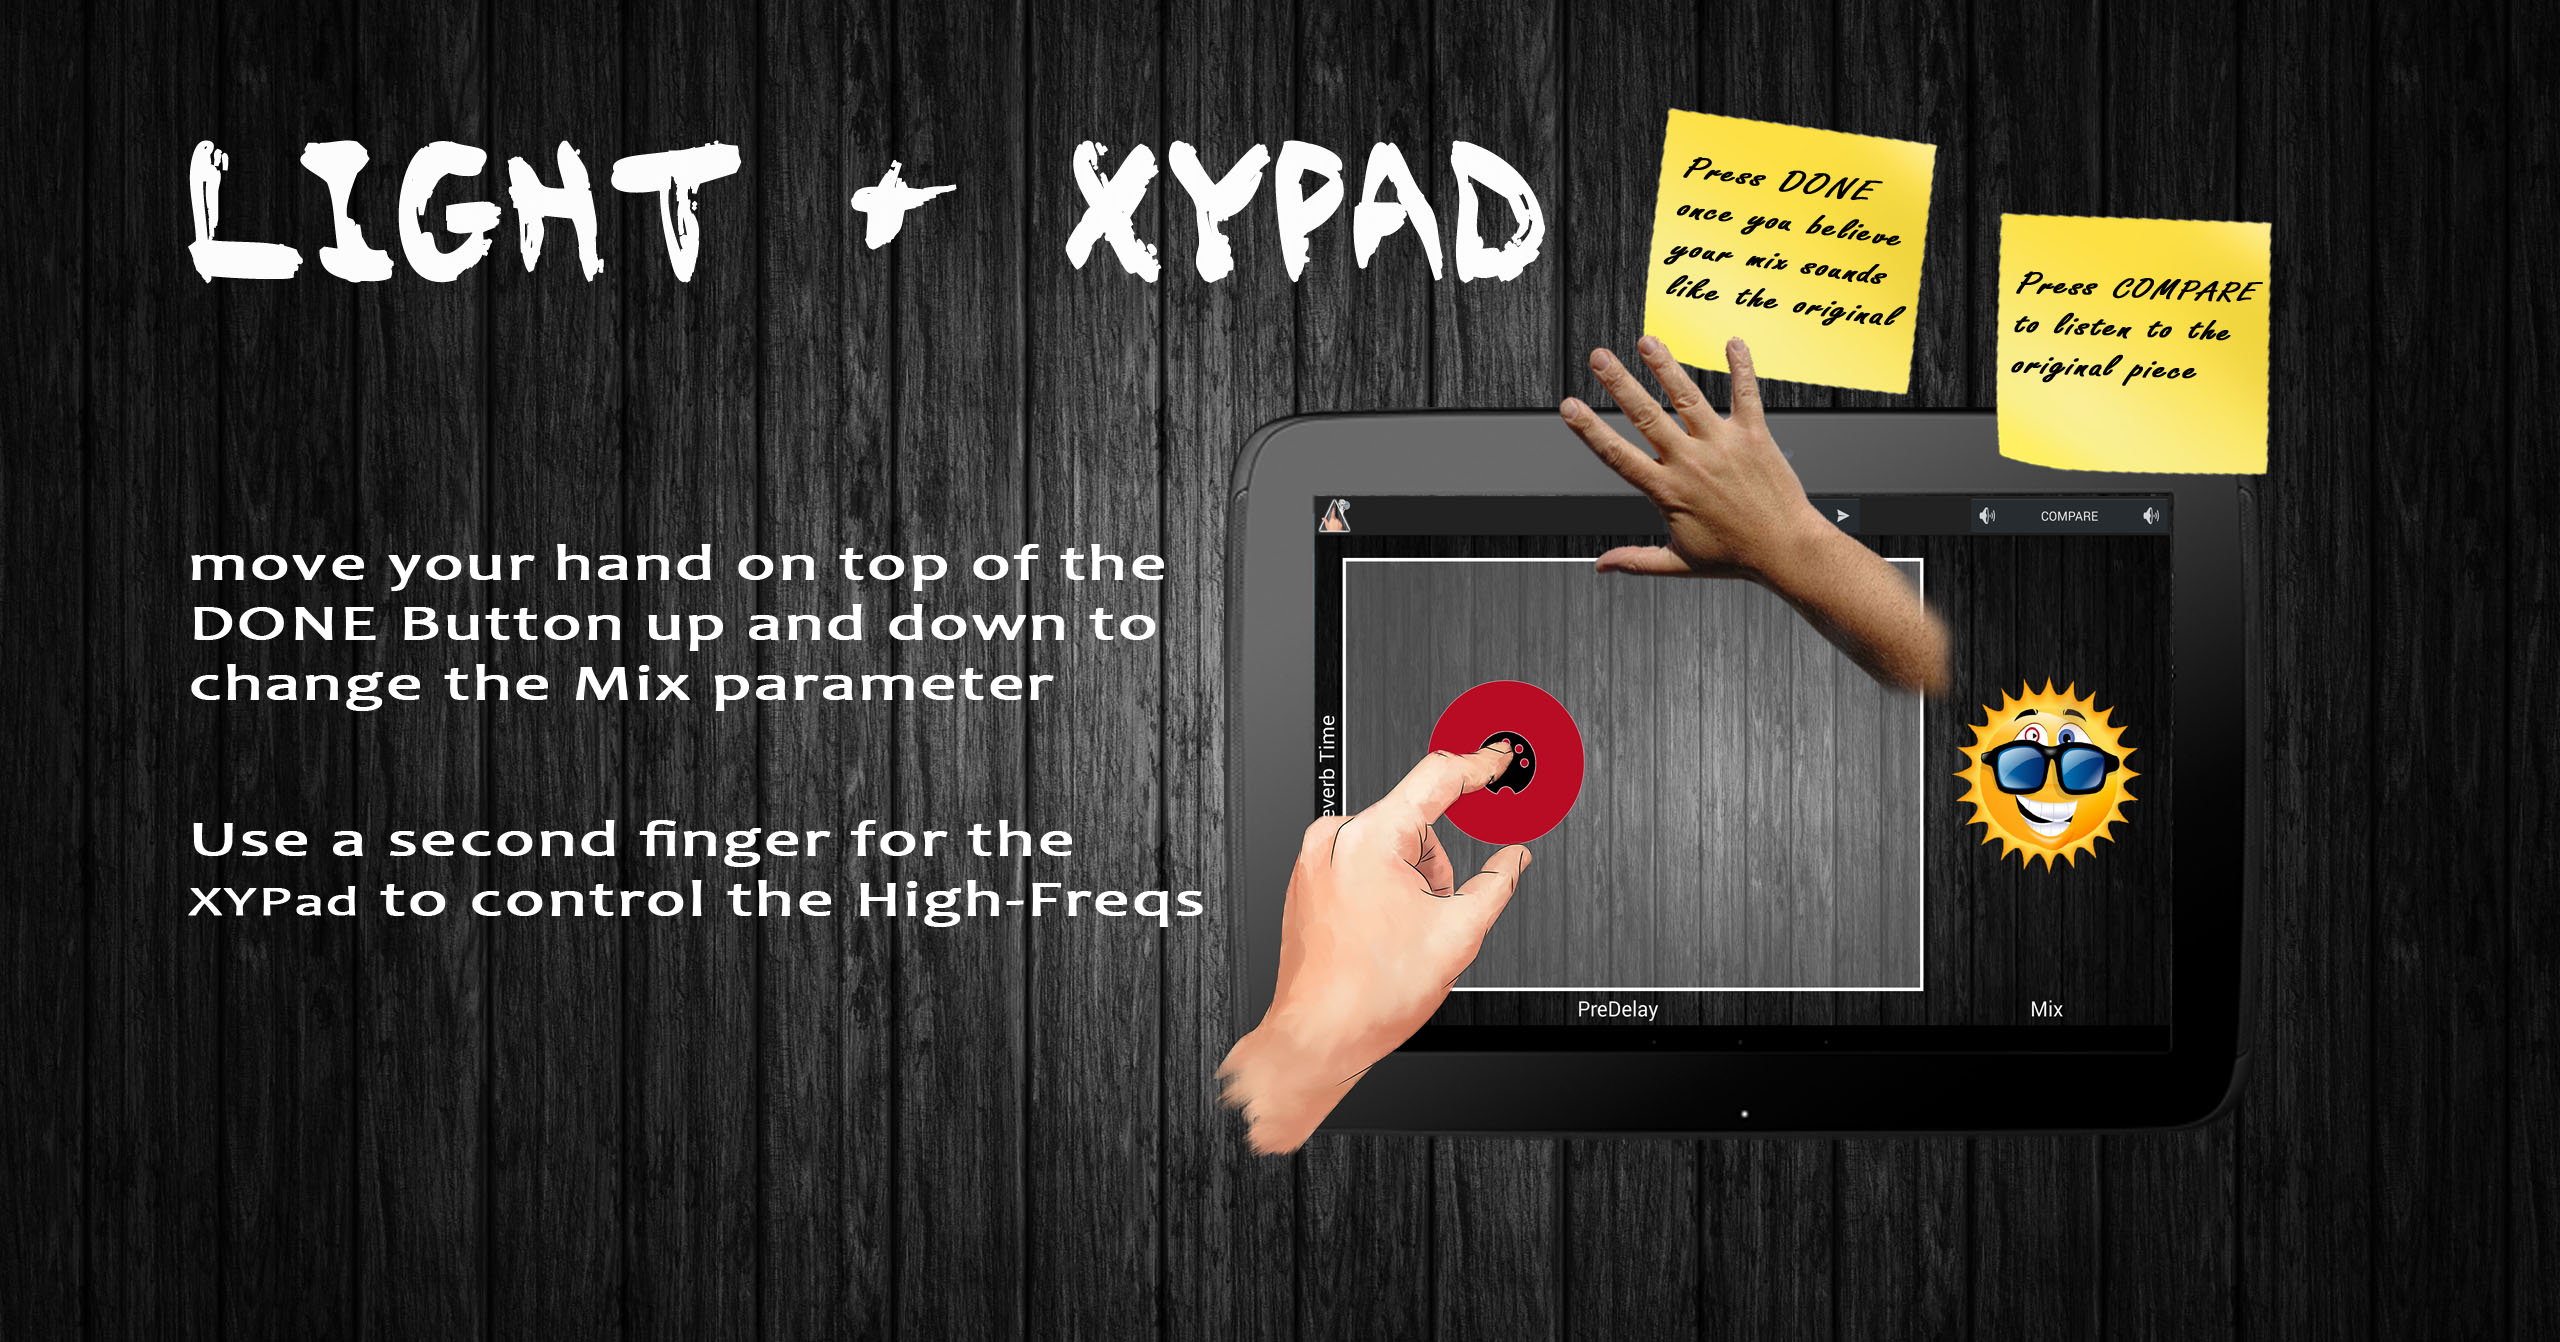 LIGHT + XYPAD
Press DONE
once you believe
your mix sounds
like the original
Press COMPARE
to listen to the
original piece
move your hand on top of the
DONE Button up and down to
change the Mix parameter
Use a second finger for the
XYPad to control the High-Freqs
COMPARE
everb Time
PreDelay
Mix